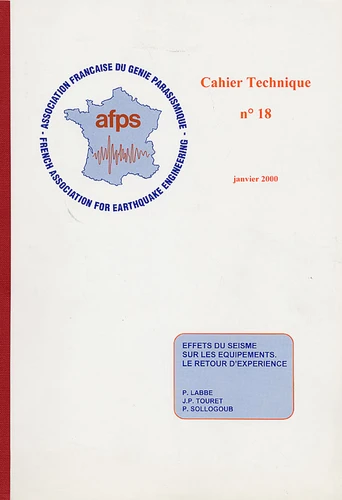 ASSOCIATION FRANCAISE DU GENIE PARASISMIQUE
FRENCH ASSOCIATION FOR EARTHQUAKE ENGINEERING
afps
Cahier Technique
n° 18
janvier 2000
EFFETS DU SEISME
SUR LES EQUIPEMENTS.
LE RETOUR D'EXPERIENCE
P. LABBE
J.P. TOURET
P. SOLLOGOUB